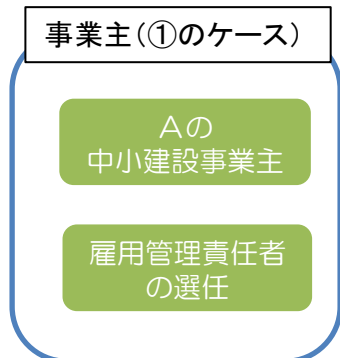 事業主(①のケース)
Aの
中小建設事業主
雇用管理責任者
の選任